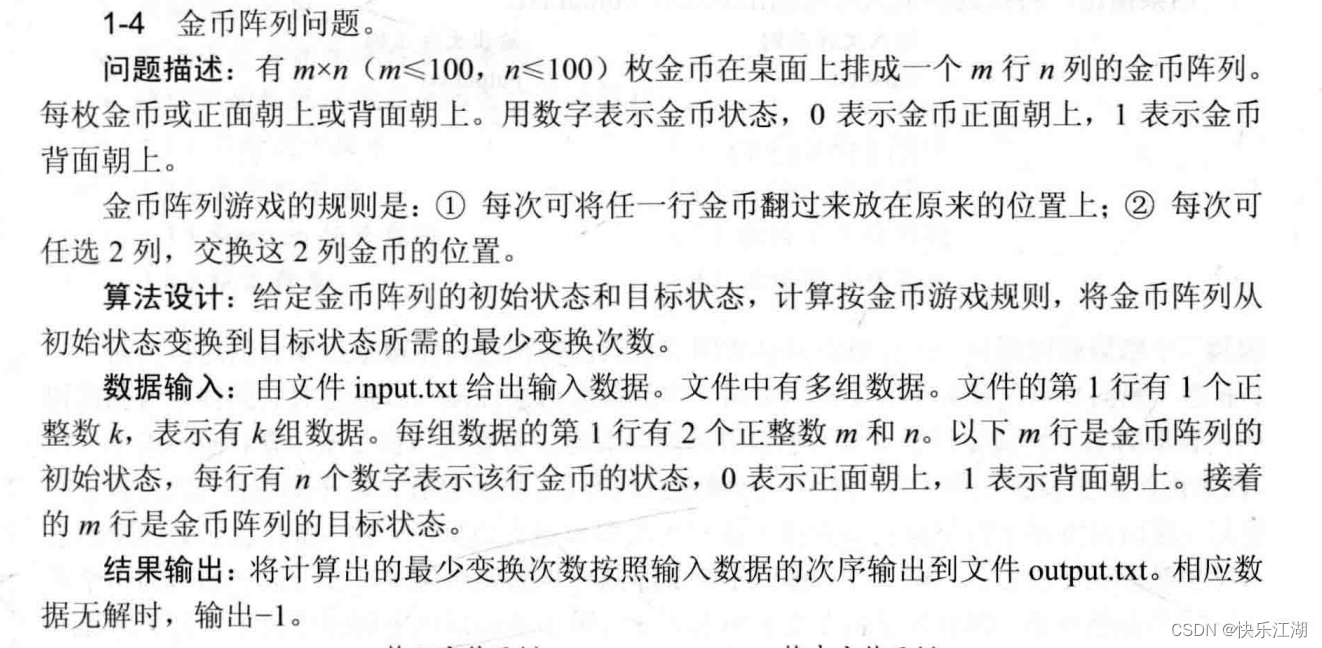 1-4 金币阵列问题。
问题描述：有 m×n（m≤100，n≤100）枚金币在桌面上排成一个 m 行 n 列的金币阵列。
每枚金币或正面朝上或背面朝上。用数字表示金币状态，0 表示金币正面朝上，1 表示金币
背面朝上。
金币阵列游戏的规则是：① 每次可将任一行金币翻过来放在原来的位置上；② 每次可
任选 2 列，交换这 2 列金币的位置。
算法设计：给定金币阵列的初始状态和目标状态，计算按金币游戏规则，将金币阵列从
初始状态变换到目标状态所需的最少变换次数。
数据输入：由文件 input.txt 给出输入数据。文件中有多组数据。文件的第 1 行有 1 个正
整数 k，表示有 k 组数据。每组数据的第 1 行有 2 个正整数 m 和 n。以下 m 行是金币阵列的
初始状态，每行有 n 个数字表示该行金币的状态，0 表示正面朝上，1 表示背面朝上。接着
的 m 行是金币阵列的目标状态。
结果输出：将计算出的最少变换次数按照输入数据的次序输出到文件 output.txt。相应数
据无解时，输出−1。
CSDN @快乐江湖